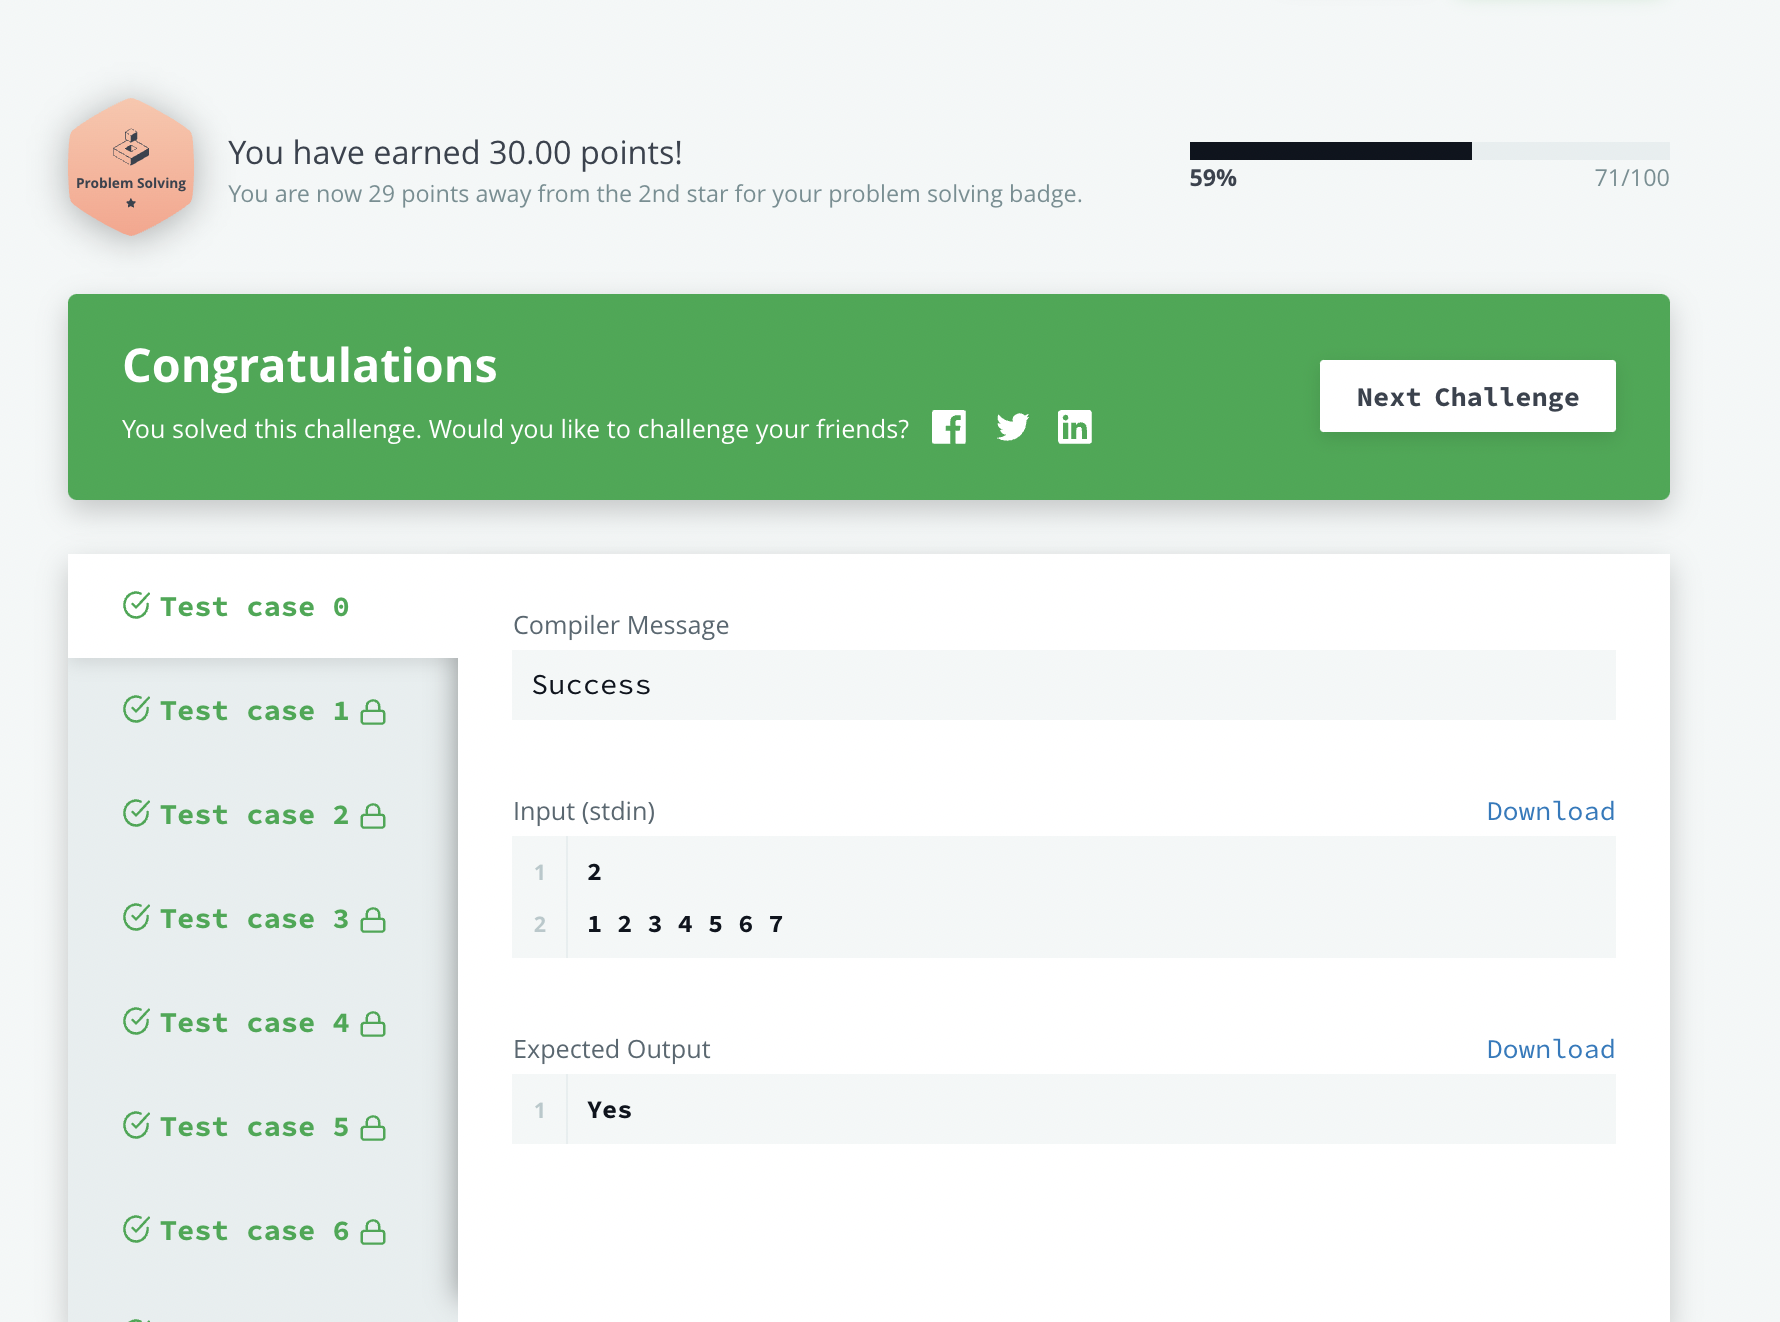 Problem Solving
You have earned 30.00 points!
You are now 29 points away from the 2nd star for your problem solving badge.
59%
71/100
Congratulations
You solved this challenge. Would you like to challenge your friends?
Next Challenge
Test case 0
Test case 1
Test case 2
Test case 3
Test case 4
Test case 5
Test case 6
Compiler Message
Success
Input (stdin)
Download
1 2
2 1 2 3 4 5 6 7
Expected Output
Download
1 Yes